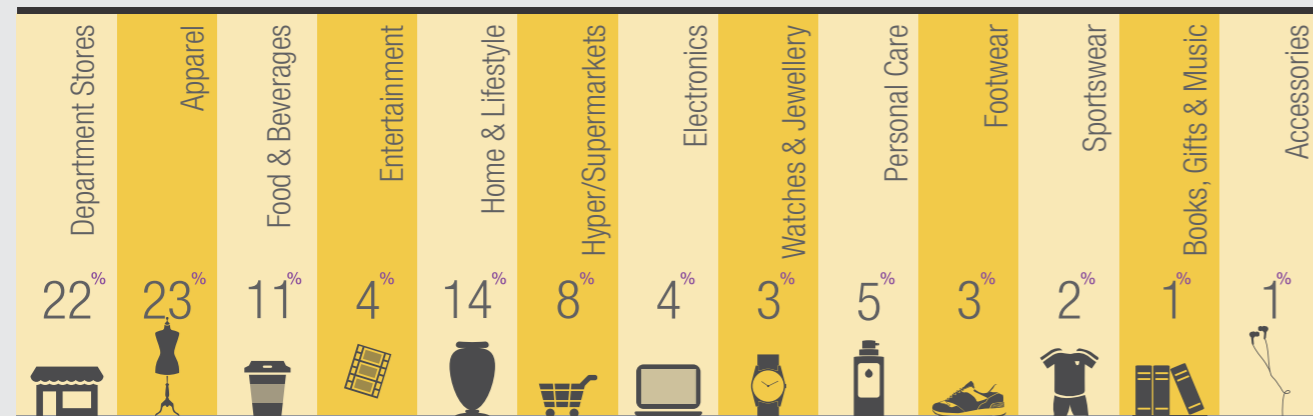 Department Stores
22%
Apparel
23%
Food & Beverages
11%
Entertainment
4%
Home & Lifestyle
14%
Hyper/Supermarkets
8%
Electronics
4%
Watches & Jewellery
3%
Personal Care
5%
Footwear
3%
Sportswear
2%
Books, Gifts & Music
1%
Accessories
1%